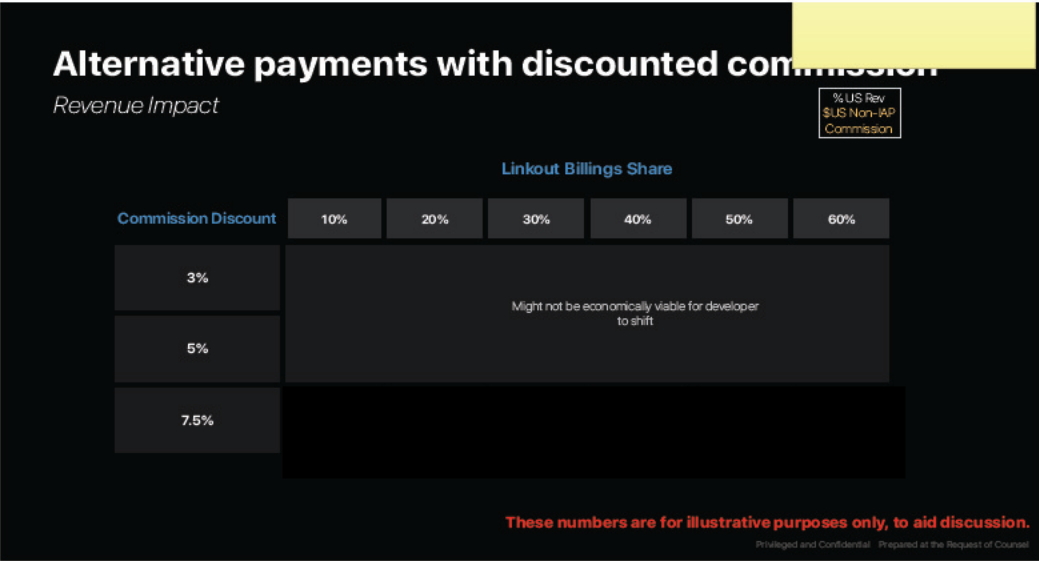 Alternative payments with discounted commission
Revenue Impact
% US Rev
$US Non-IAP
Commission
Linkout Billings Share
Commission Discount 10% 20% 30% 40% 50% 60%
3%
Might not be economically viable for developer
to shift
5%
7.5%
These numbers are for illustrative purposes only, to aid discussion.
Privileged and Confidential Prepared at the Request of Counsel